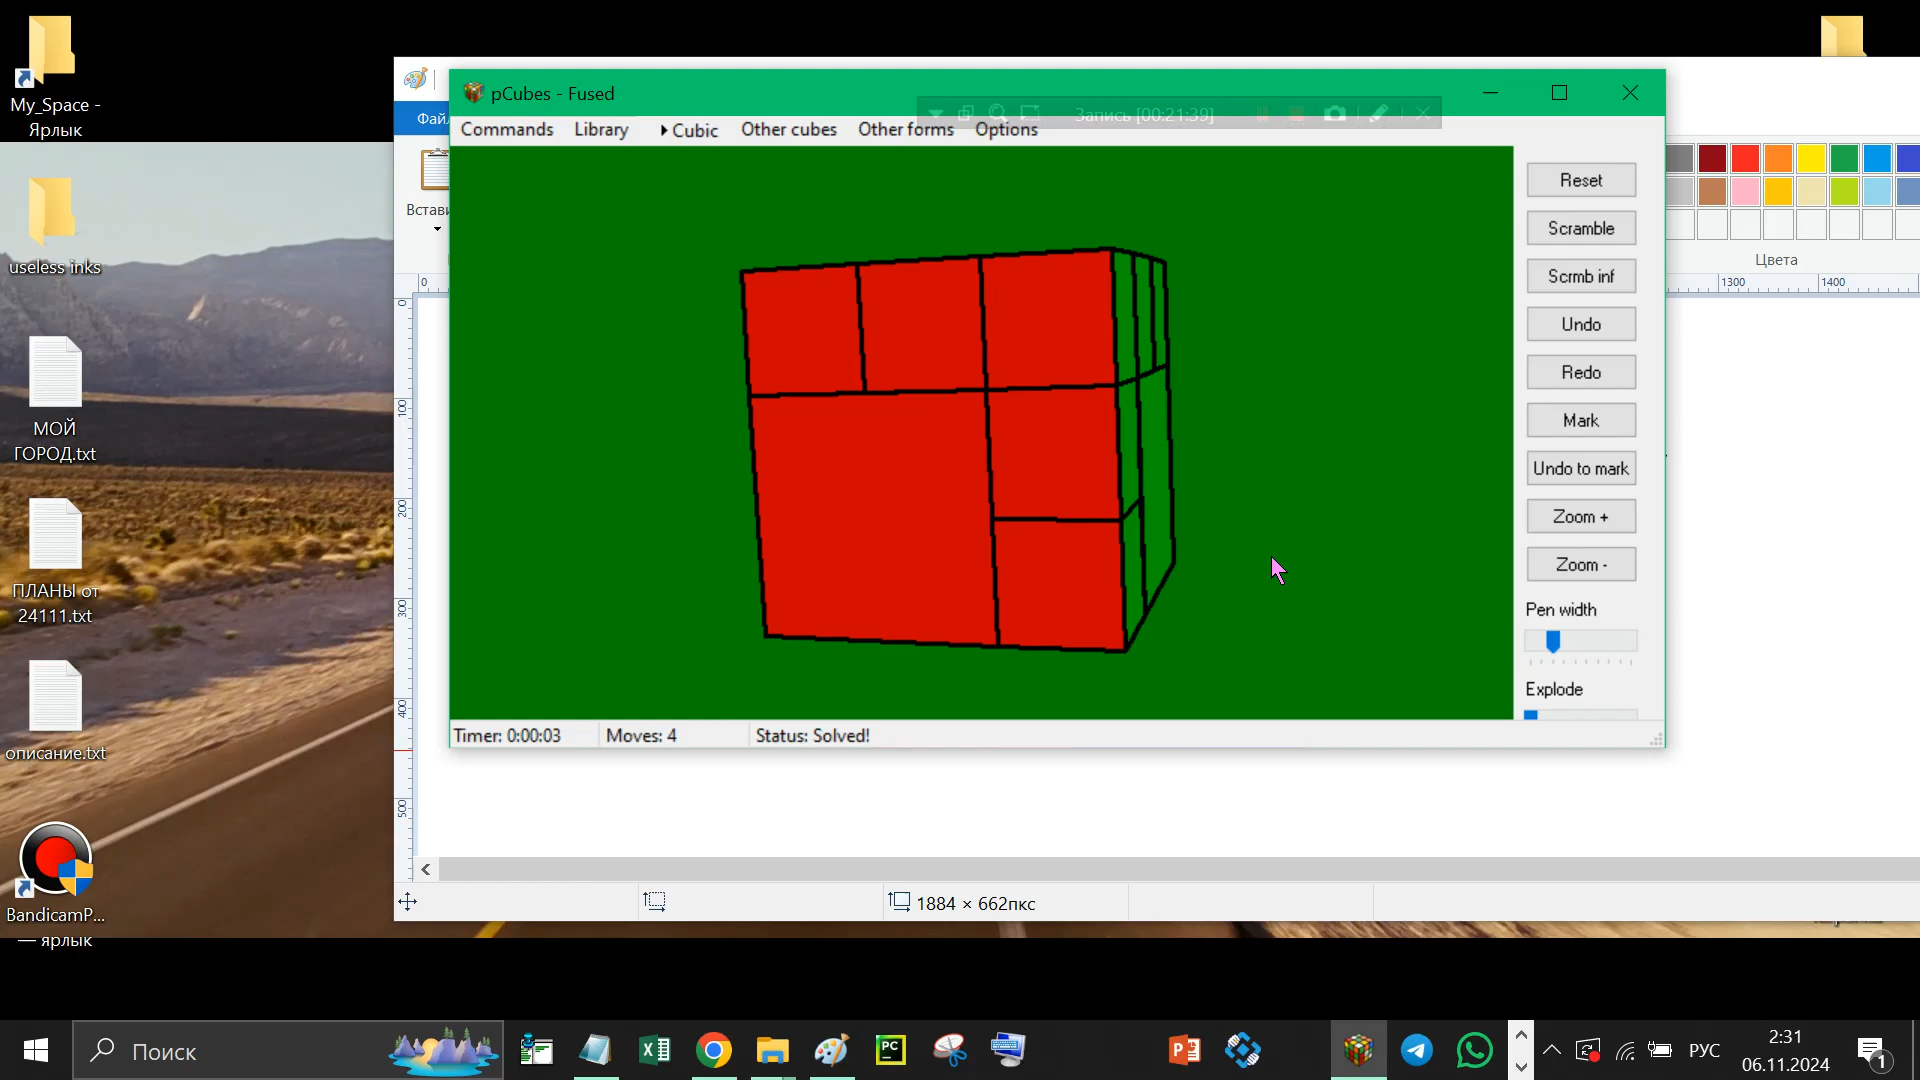 My_Space -
Ярлык
useless inks
МОЙ
ГОРОД.txt
ПЛАНЫ от
24111.txt
описание.txt
BandicamP...
— ярлык
pCubes - Fused
Запись [00:21:39]
Commands
Library
Cubic
Other cubes
Other forms
Options
Reset
Scramble
Scrmb inf
Undo
Redo
Mark
Undo to mark
Zoom +
Zoom -
Pen width
Explode
Timer: 0:00:03
Moves: 4
Status: Solved!
Цвета
0
1300
1400
0
100
200
300
400
500
1884 × 662пкс
Поиск
PC
РУС
2:31
06.11.2024
1